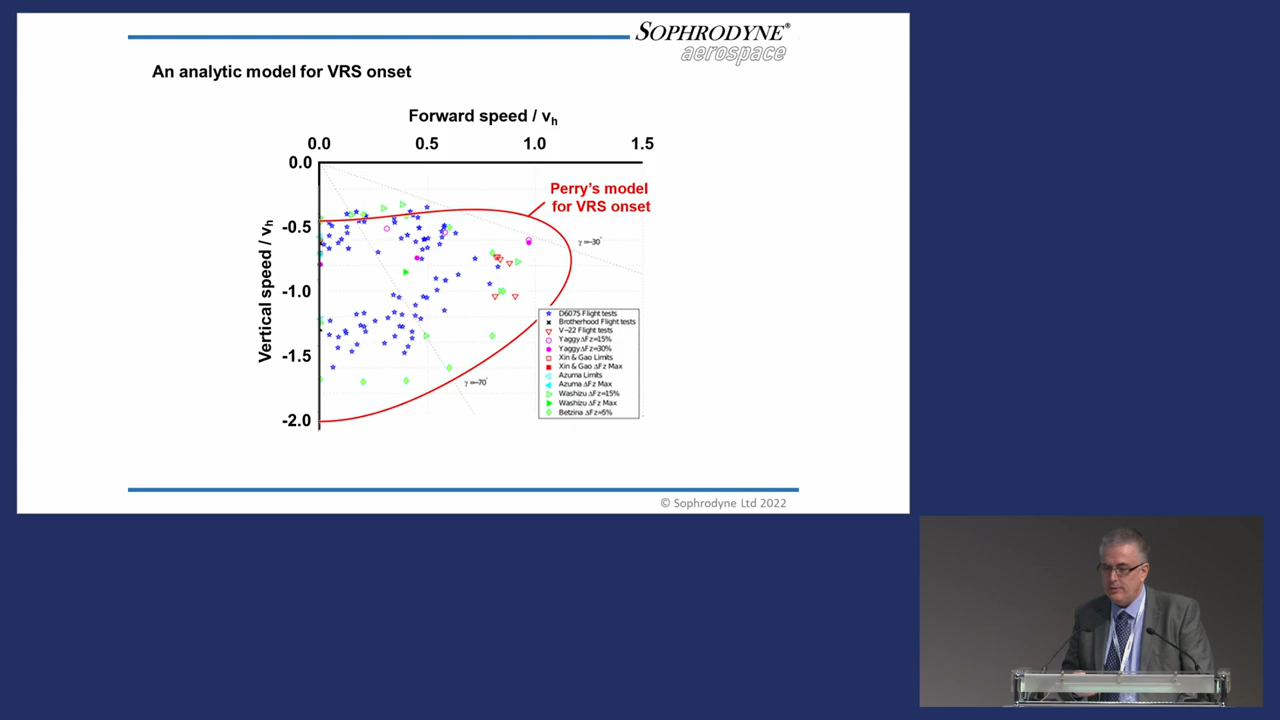 SOPHRODYNE®
aerospace
An analytic model for VRS onset
Forward speed / vh
0.0 0.5 1.0 1.5
0.0
Perry's model
for VRS onset
-0.5
γ=-30°
Vertical speed / vh
-1.0
D6075 Flight tests
Brotherhood Flight tests
V-22 Flight tests
Yaggy ΔFz=15%
Yaggy ΔFz=30%
Xin & Gao Limits
Xin & Gao ΔFz Max
Azuma Limits
Azuma ΔFz Max
Washizu ΔFz=15%
Washizu ΔFz Max
Betzina ΔFz=5%
-1.5
γ=-70°
-2.0
© Sophrodyne Ltd 2022